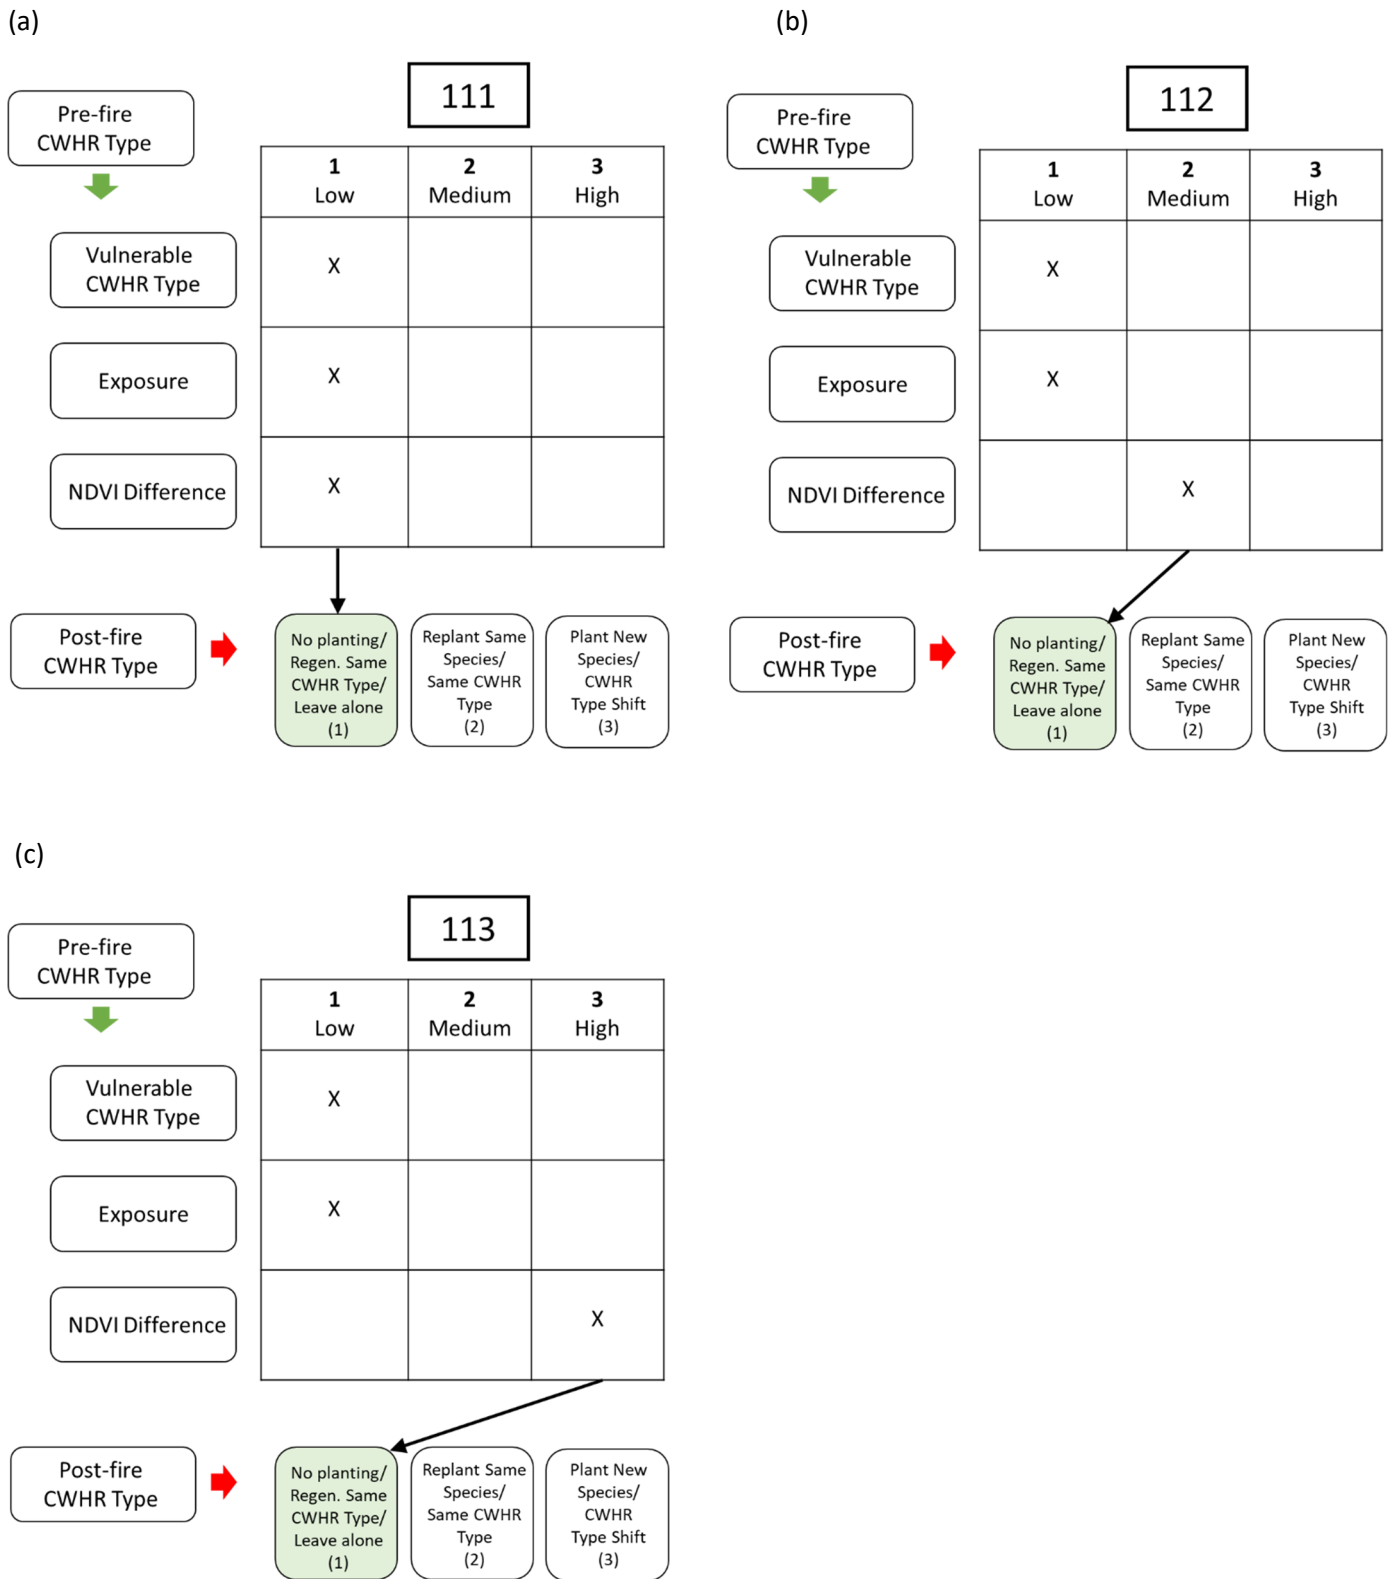 (a)
111
Pre-fire
CWHR Type
1
Low
2
Medium
3
High
Vulnerable
CWHR Type
X
Exposure
X
NDVI Difference
X
Post-fire
CWHR Type
No planting/
Regen. Same
CWHR Type/
Leave alone
(1)
Replant Same
Species/
Same CWHR
Type
(2)
Plant New
Species/
CWHR
Type Shift
(3)
(b)
112
Pre-fire
CWHR Type
1
Low
2
Medium
3
High
Vulnerable
CWHR Type
X
Exposure
X
NDVI Difference
X
Post-fire
CWHR Type
No planting/
Regen. Same
CWHR Type/
Leave alone
(1)
Replant Same
Species/
Same CWHR
Type
(2)
Plant New
Species/
CWHR
Type Shift
(3)
(c)
113
Pre-fire
CWHR Type
1
Low
2
Medium
3
High
Vulnerable
CWHR Type
X
Exposure
X
NDVI Difference
X
Post-fire
CWHR Type
No planting/
Regen. Same
CWHR Type/
Leave alone
(1)
Replant Same
Species/
Same CWHR
Type
(2)
Plant New
Species/
CWHR
Type Shift
(3)